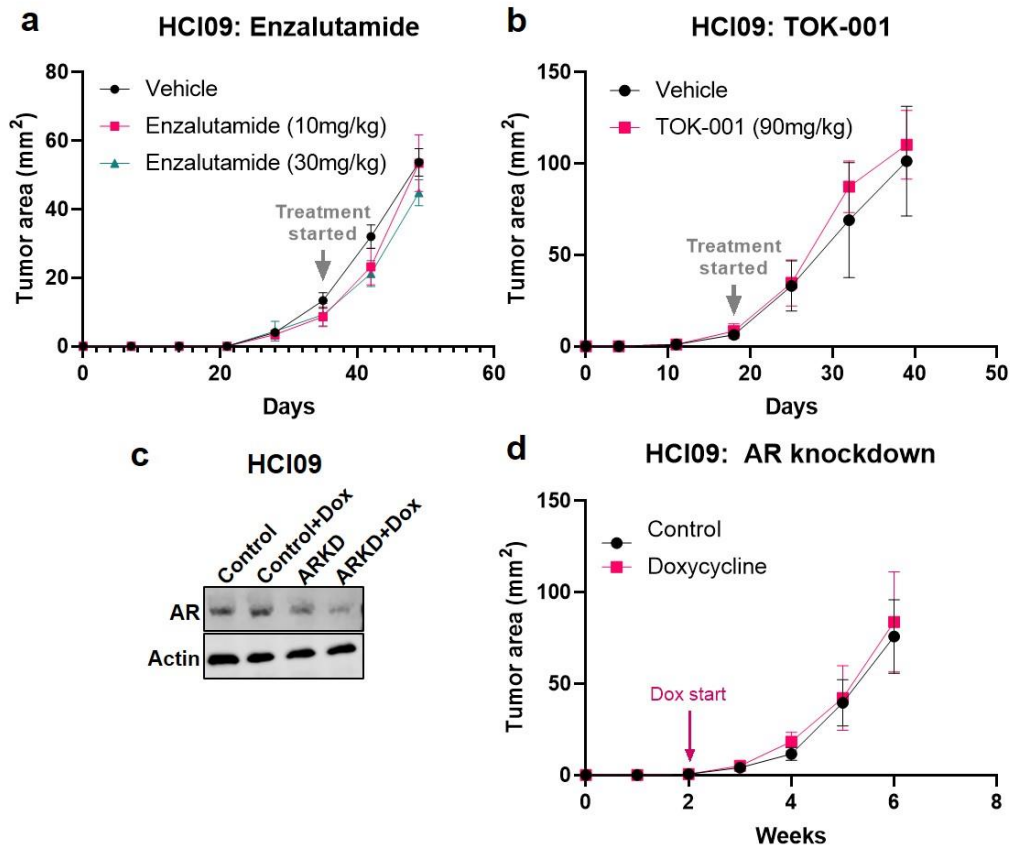 a
HCI09: Enzalutamide
80
60
40
20
0
Tumor area (mm²)
Vehicle
Enzalutamide (10mg/kg)
Enzalutamide (30mg/kg)
Treatment
started
0
20
40
60
Days
b
HCI09: TOK-001
150
100
50
0
Tumor area (mm²)
Vehicle
TOK-001 (90mg/kg)
Treatment
started
0
10
20
30
40
50
Days
c
HCI09
Control
Control+Dox
ARKD
ARKD+Dox
AR
Actin
d
HCI09: AR knockdown
150
100
50
0
Tumor area (mm²)
Control
Doxycycline
Dox start
0
2
4
6
8
Weeks